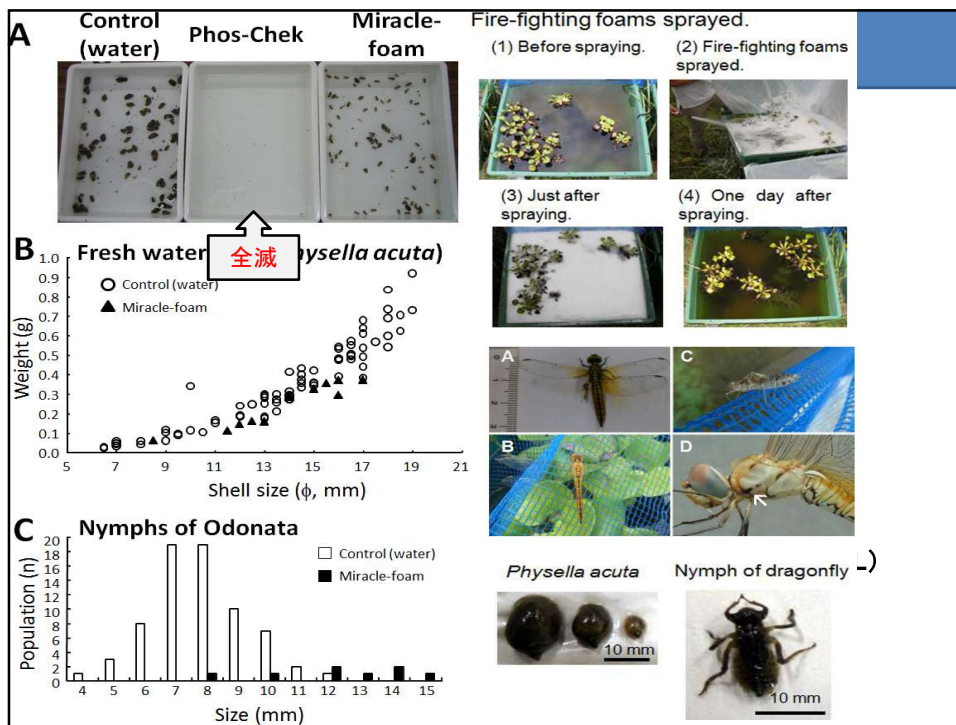 A
Control
(water)
Phos-Chek
Miracle-
foam
全滅
B
Fresh water
hysella acuta)
Control (water)
Miracle-foam
Weight (g)
1.0
0.9
0.8
0.7
0.6
0.5
0.4
0.3
0.2
0.1
0.0
5 7 9 11 13 15 17 19 21
Shell size (ϕ, mm)
C
Nymphs of Odonata
Control (water)
Miracle-foam
Population (n)
20
18
16
14
12
10
8
6
4
2
0
4 5 6 7 8 9 10 11 12 13 14 15
Size (mm)
Fire-fighting foams sprayed.
(1) Before spraying.
(2) Fire-fighting foams
sprayed.
(3) Just after
spraying.
(4) One day after
spraying.
A
C
B
D
L)
Physella acuta
10 mm
Nymph of dragonfly
10 mm